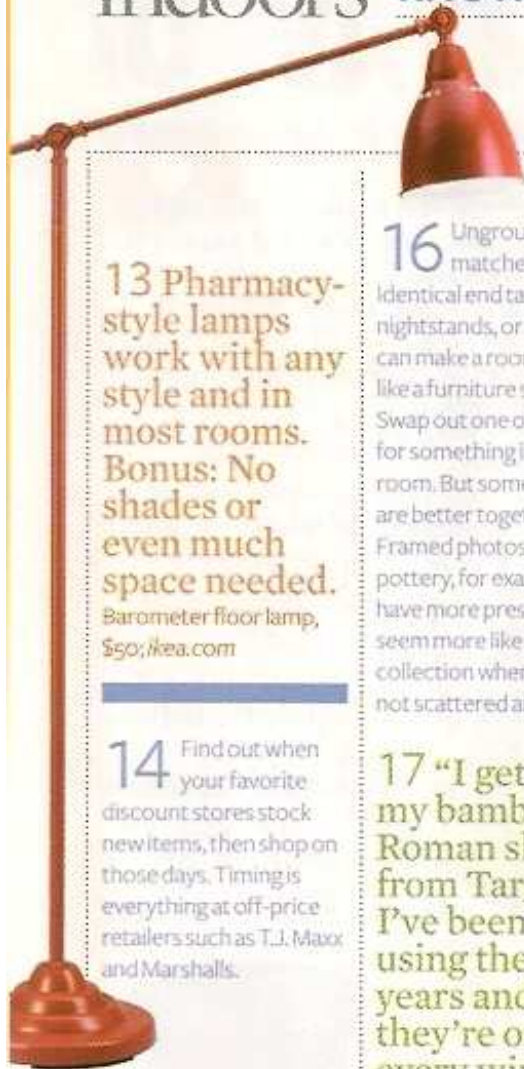 Indoors
13 Pharmacy-
style lamps
work with any
style and in
most rooms.
Bonus: No
shades or
even much
space needed.
Barometer floor lamp,
$50; ikea.com
14 Find out when
your favorite
discount stores stock
new items, then shop on
those days. Timing is
everything at off-price
retailers such as T.J. Maxx
and Marshalls.
16 Ungrou
matche
Identical end ta
nightstands, or
can make a roo
like a furniture s
Swap out one o
for something i
room. But some
are better toge
Framed photos
pottery, for exa
have more pres
seem more like
collection when
not scattered a
17 “I get
my bamb
Roman sh
from Tar
I’ve been
using the
years and
they’re o
every wi